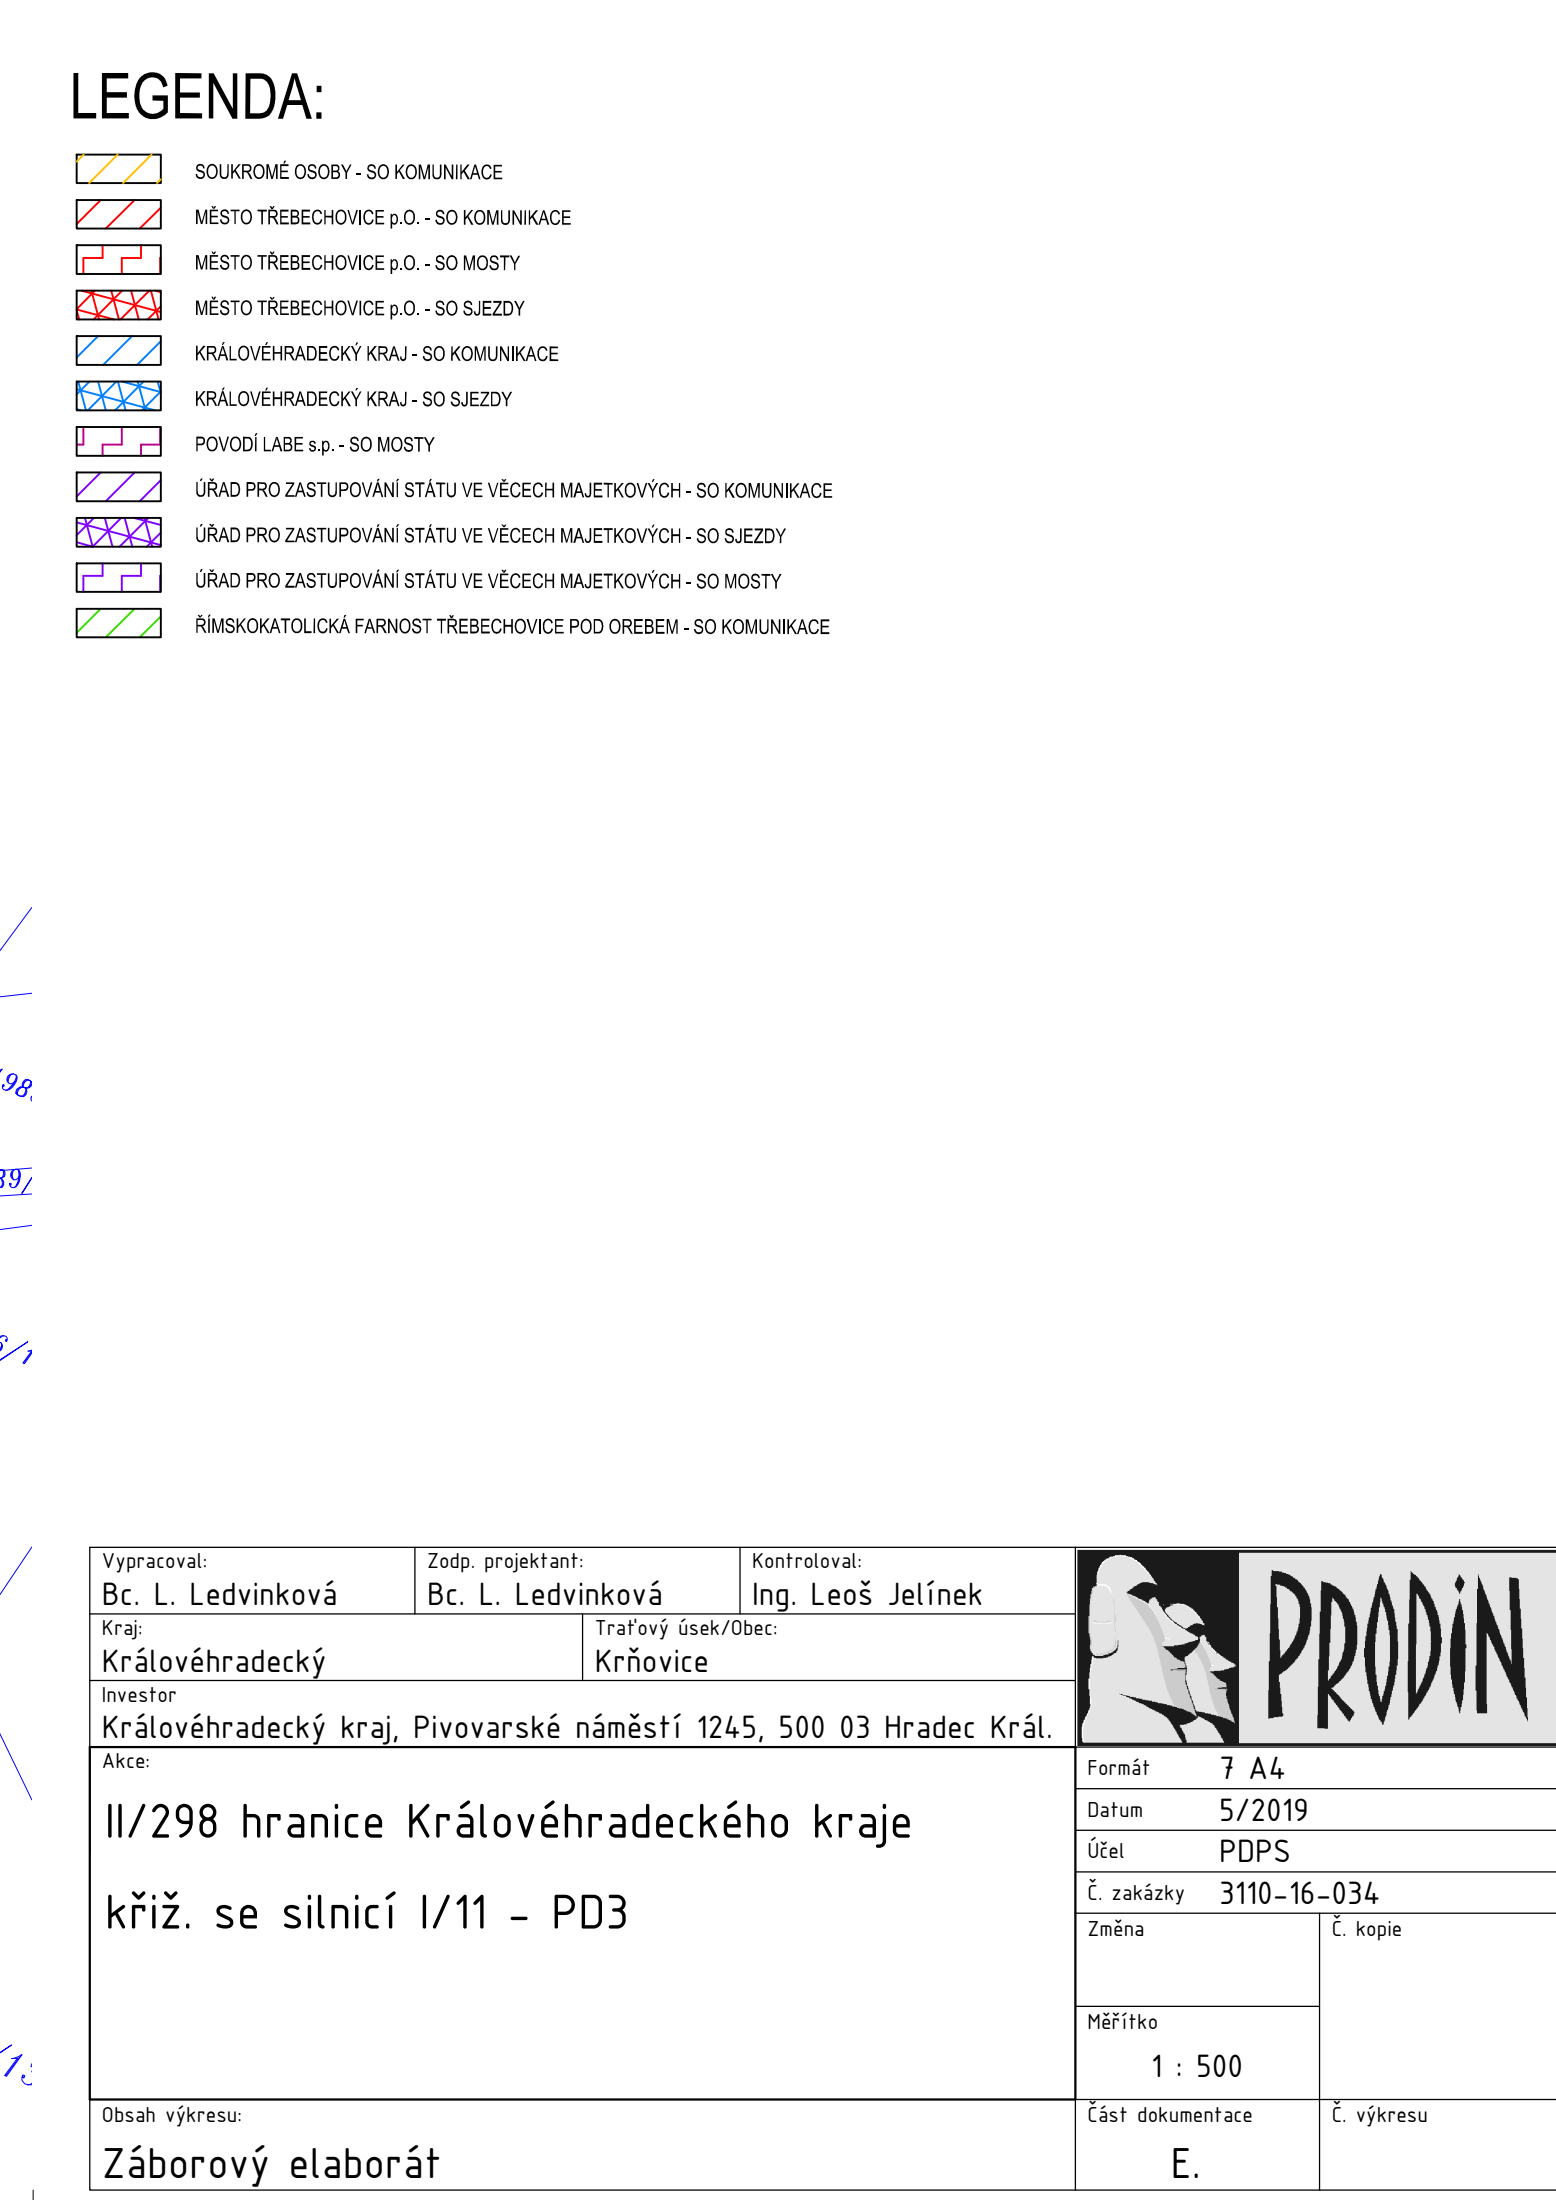 LEGENDA:
SOUKROMÉ OSOBY - SO KOMUNIKACE
MĚSTO TŘEBECHOVICE p.O. - SO KOMUNIKACE
MĚSTO TŘEBECHOVICE p.O. - SO MOSTY
MĚSTO TŘEBECHOVICE p.O. - SO SJEZDY
KRÁLOVÉHRADECKÝ KRAJ - SO KOMUNIKACE
KRÁLOVÉHRADECKÝ KRAJ - SO SJEZDY
POVODÍ LABE s.p. - SO MOSTY
ÚŘAD PRO ZASTUPOVÁNÍ STÁTU VE VĚCECH MAJETKOVÝCH - SO KOMUNIKACE
ÚŘAD PRO ZASTUPOVÁNÍ STÁTU VE VĚCECH MAJETKOVÝCH - SO SJEZDY
ÚŘAD PRO ZASTUPOVÁNÍ STÁTU VE VĚCECH MAJETKOVÝCH - SO MOSTY
ŘÍMSKOKATOLICKÁ FARNOST TŘEBECHOVICE POD OREBEM - SO KOMUNIKACE
Vypracoval: Zodp. projektant: Kontroloval:
Bc. L. Ledvinková Bc. L. Ledvinková Ing. Leoš Jelínek
PRODIN
Kraj: Traťový úsek/Obec:
Královéhradecký Krňovice
Investor
Královéhradecký kraj, Pivovarské náměstí 1245, 500 03 Hradec Král.
Akce:
II/298 hranice Královéhradeckého kraje
křiž. se silnicí I/11 - PD3
Formát 7 A4
Datum 5/2019
Účel PDPS
Č. zakázky 3110-16-034
Změna Č. kopie
Měřítko
1 : 500
Obsah výkresu:
Záborový elaborát
Část dokumentace Č. výkresu
E.